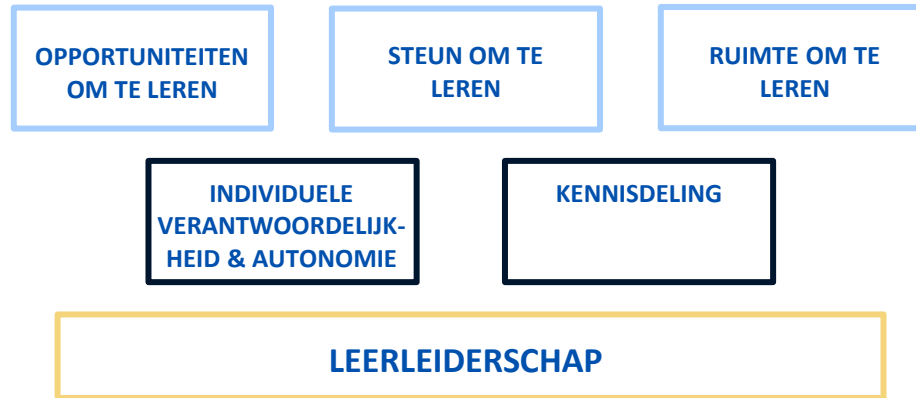 OPPORTUNITEITEN
OM TE LEREN
STEUN OM TE
LEREN
RUIMTE OM TE
LEREN
INDIVIDUELE
VERANTWOORDELIJK-
HEID & AUTONOMIE
KENNISDELING
LEERLEIDERSCHAP